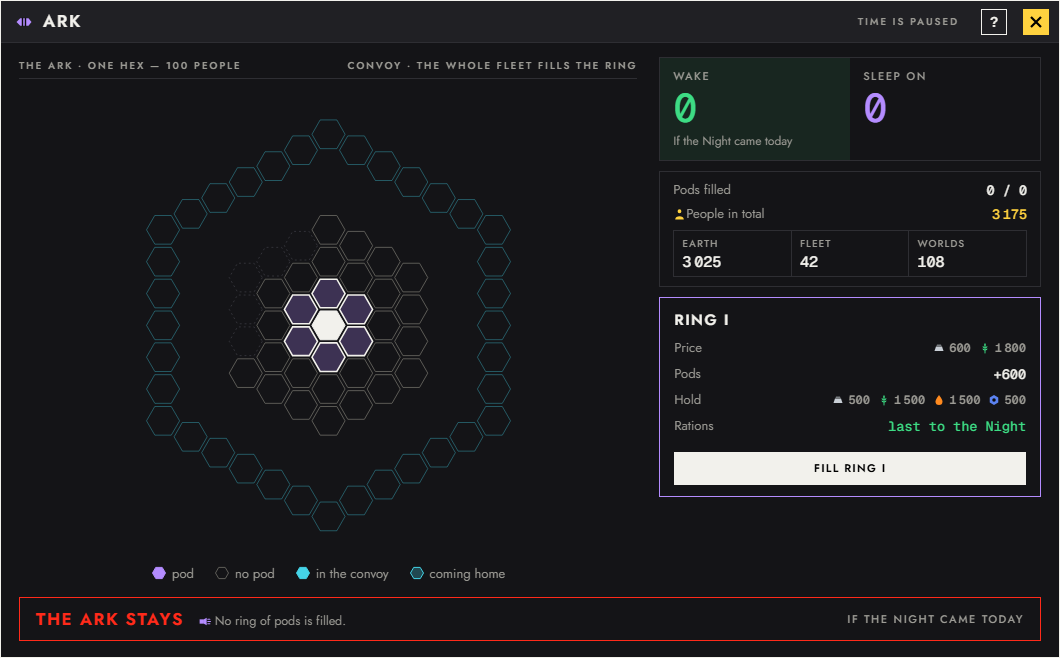 ARK
TIME IS PAUSED
?
THE ARK · ONE HEX — 100 PEOPLE
CONVOY · THE WHOLE FLEET FILLS THE RING
WAKE
0
If the Night came today
SLEEP ON
0
Pods filled 0 / 0
People in total 3 175
EARTH
3 025
FLEET
42
WORLDS
108
RING I
Price 600 1 800
Pods +600
Hold 500 1 500 1 500 500
Rations last to the Night
FILL RING I
pod no pod in the convoy coming home
THE ARK STAYS No ring of pods is filled. IF THE NIGHT CAME TODAY